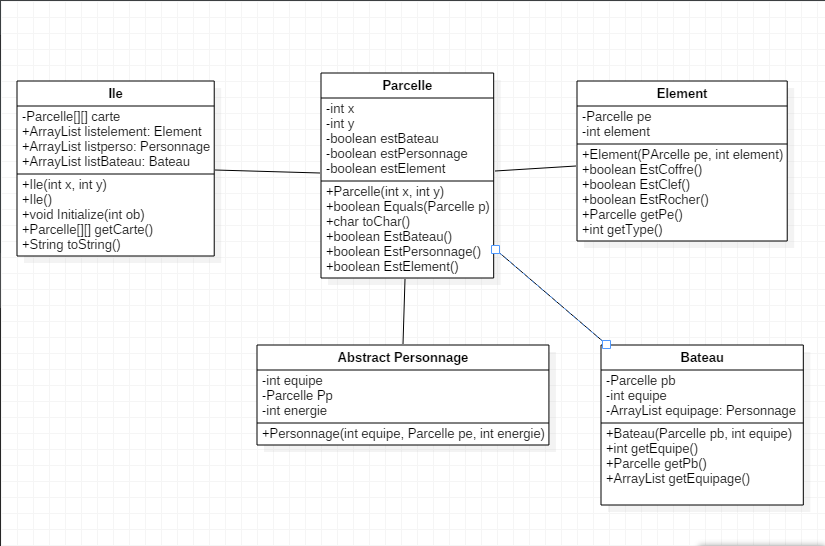 Ile
-Parcelle[][] carte
+ArrayList listelement: Element
+ArrayList listperso: Personnage
+ArrayList listBateau: Bateau
+Ile(int x, int y)
+Ile()
+void Initialize(int ob)
+Parcelle[][] getCarte()
+String toString()
Parcelle
-int x
-int y
-boolean estBateau
-boolean estPersonnage
-boolean estElement
+Parcelle(int x, int y)
+boolean Equals(Parcelle p)
+char toChar()
+boolean EstBateau()
+boolean EstPersonnage()
+boolean EstElement()
Element
-Parcelle pe
-int element
+Element(PArcelle pe, int element)
+boolean EstCoffre()
+boolean EstClef()
+boolean EstRocher()
+Parcelle getPe()
+int getType()
Abstract Personnage
-int equipe
-Parcelle Pp
-int energie
+Personnage(int equipe, Parcelle pe, int energie)
Bateau
-Parcelle pb
-int equipe
-ArrayList equipage: Personnage
+Bateau(Parcelle pb, int equipe)
+int getEquipe()
+Parcelle getPb()
+ArrayList getEquipage()